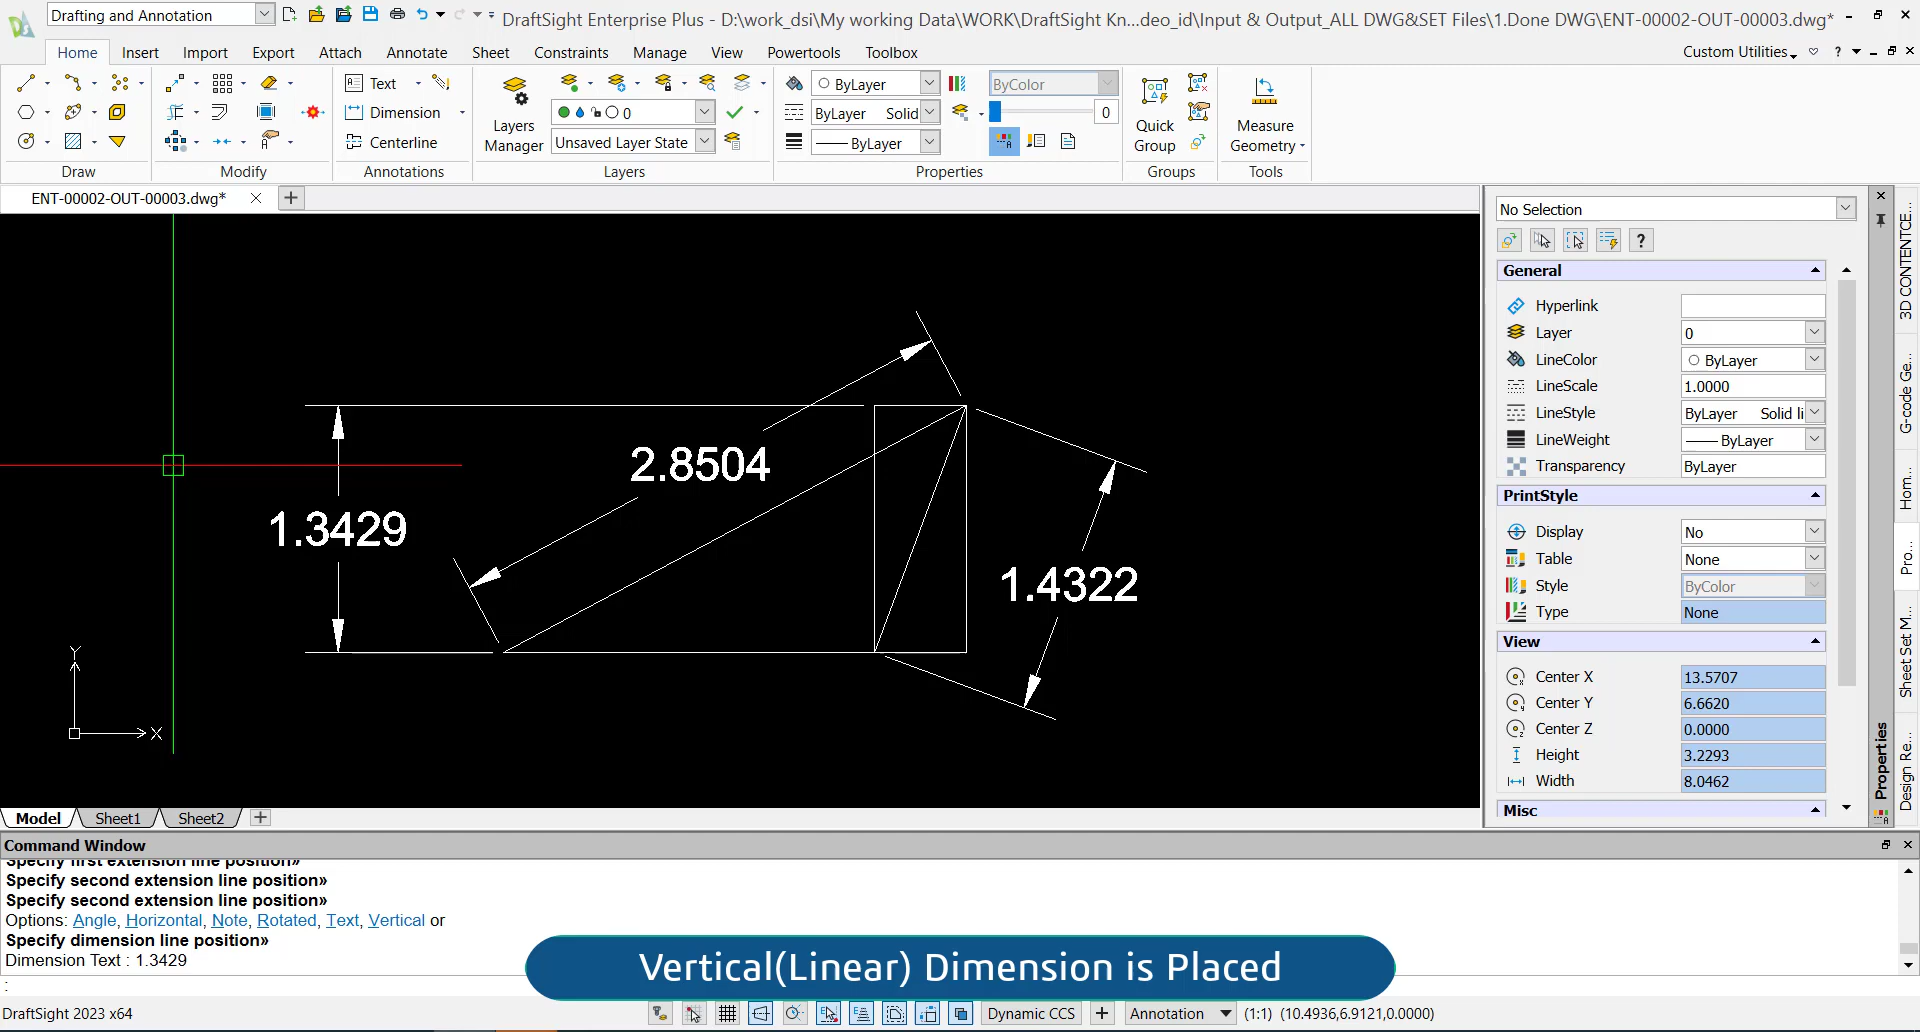 Drafting and Annotation
DraftSight Enterprise Plus - D:\work_dsi\My working Data\WORK\DraftSight Kn...deo_id\Input & Output_ALL DWG&SET Files\1.Done DWG\ENT-00002-OUT-00003.dwg*
Home Insert Import Export Attach Annotate Sheet Constraints Manage View Powertools Toolbox
Custom Utilities
?
Text
Dimension
Centerline
Layers Manager
0
Unsaved Layer State
ByLayer
ByLayer Solid
ByLayer
ByColor
0
Quick Group
Measure Geometry
Draw Modify Annotations Layers Properties Groups Tools
ENT-00002-OUT-00003.dwg*
2.8504
1.3429
1.4322
Y
X
No Selection
?
General
Hyperlink
Layer 0
LineColor ByLayer
LineScale 1.0000
LineStyle ByLayer Solid li
LineWeight ByLayer
Transparency ByLayer
PrintStyle
Display No
Table None
Style ByColor
Type None
View
Center X 13.5707
Center Y 6.6620
Center Z 0.0000
Height 3.2293
Width 8.0462
Misc
Properties
3D CONTENTCE...
G-code Ge...
Hom...
Pro...
Sheet Set M...
Design Re...
Model Sheet1 Sheet2
Command Window
Specify first extension line position»
Specify second extension line position»
Specify second extension line position»
Options: Angle, Horizontal, Note, Rotated, Text, Vertical or
Specify dimension line position»
Dimension Text : 1.3429
:
Vertical(Linear) Dimension is Placed
DraftSight 2023 x64
Dynamic CCS
Annotation
(1:1) (10.4936,6.9121,0.0000)